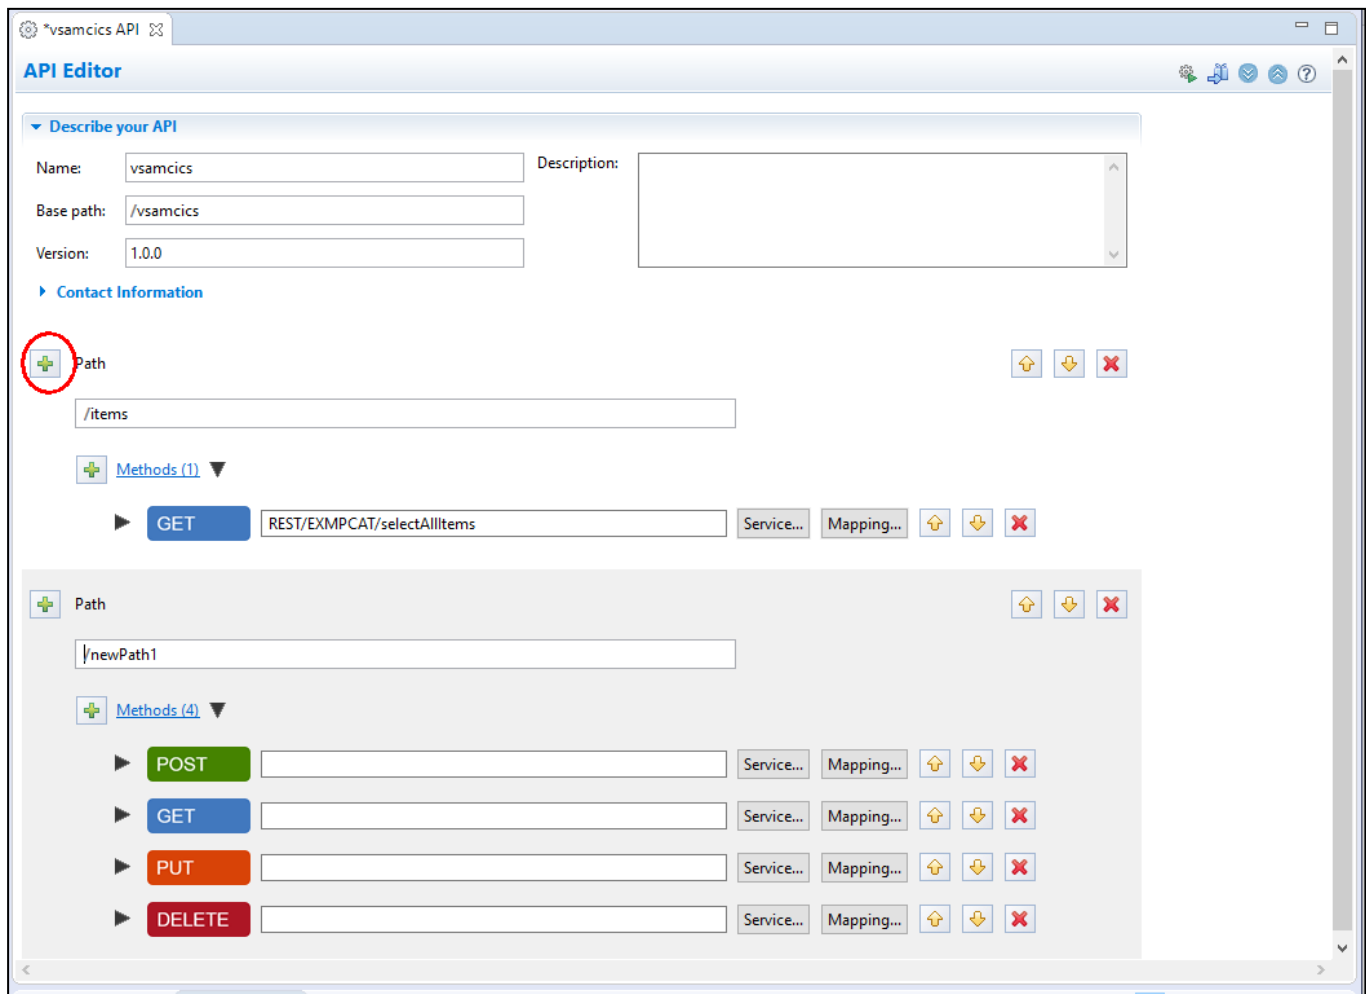 *vsamcics API
API Editor
Describe your API
Name: vsamcics Description:
Base path: /vsamcics
Version: 1.0.0
Contact Information
Path
/items
Methods (1)
GET REST/EXMPCAT/selectAllItems Service... Mapping...
Path
/newPath1
Methods (4)
POST Service... Mapping...
GET Service... Mapping...
PUT Service... Mapping...
DELETE Service... Mapping...